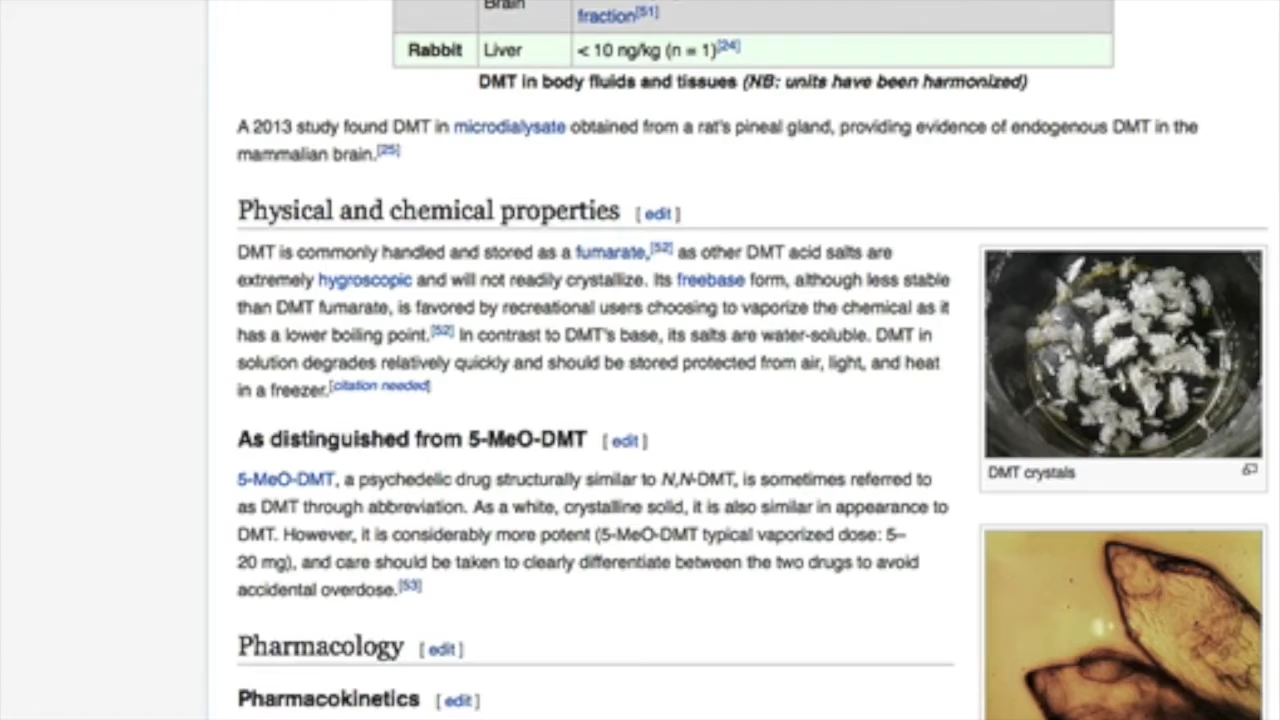 Brain
fraction[51]
Rabbit Liver < 10 ng/kg (n = 1)[24]
DMT in body fluids and tissues (NB: units have been harmonized)
A 2013 study found DMT in microdialysate obtained from a rat's pineal gland, providing evidence of endogenous DMT in the
mammalian brain.[25]
Physical and chemical properties [ edit ]
DMT is commonly handled and stored as a fumarate,[52] as other DMT acid salts are
extremely hygroscopic and will not readily crystallize. Its freebase form, although less stable
than DMT fumarate, is favored by recreational users choosing to vaporize the chemical as it
has a lower boiling point.[52] In contrast to DMT's base, its salts are water-soluble. DMT in
solution degrades relatively quickly and should be stored protected from air, light, and heat
in a freezer.[citation needed]
DMT crystals
As distinguished from 5-MeO-DMT [ edit ]
5-MeO-DMT, a psychedelic drug structurally similar to N,N-DMT, is sometimes referred to
as DMT through abbreviation. As a white, crystalline solid, it is also similar in appearance to
DMT. However, it is considerably more potent (5-MeO-DMT typical vaporized dose: 5–
20 mg), and care should be taken to clearly differentiate between the two drugs to avoid
accidental overdose.[53]
Pharmacology [ edit ]
Pharmacokinetics [ edit ]